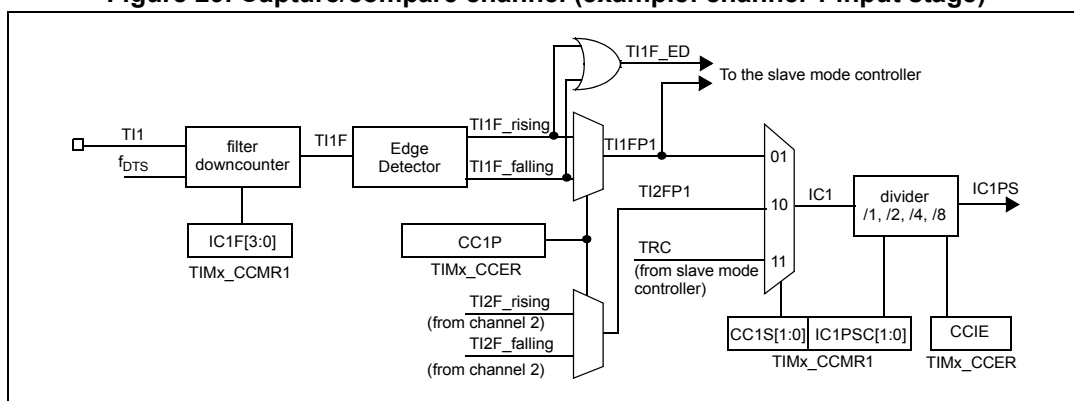 Figure 29. Capture/compare channel (example: channel 1 input stage)
TI1F_ED
To the slave mode controller
TI1
fDTS
filter
downcounter
TI1F
Edge
Detector
TI1F_rising
TI1F_falling
TI1FP1
01
TI2FP1
10
IC1
divider
/1, /2, /4, /8
IC1PS
IC1F[3:0]
TIMx_CCMR1
CC1P
TIMx_CCER
TRC
11
(from slave mode
controller)
TI2F_rising
(from channel 2)
TI2F_falling
(from channel 2)
CC1S[1:0]
IC1PSC[1:0]
TIMx_CCMR1
CCIE
TIMx_CCER